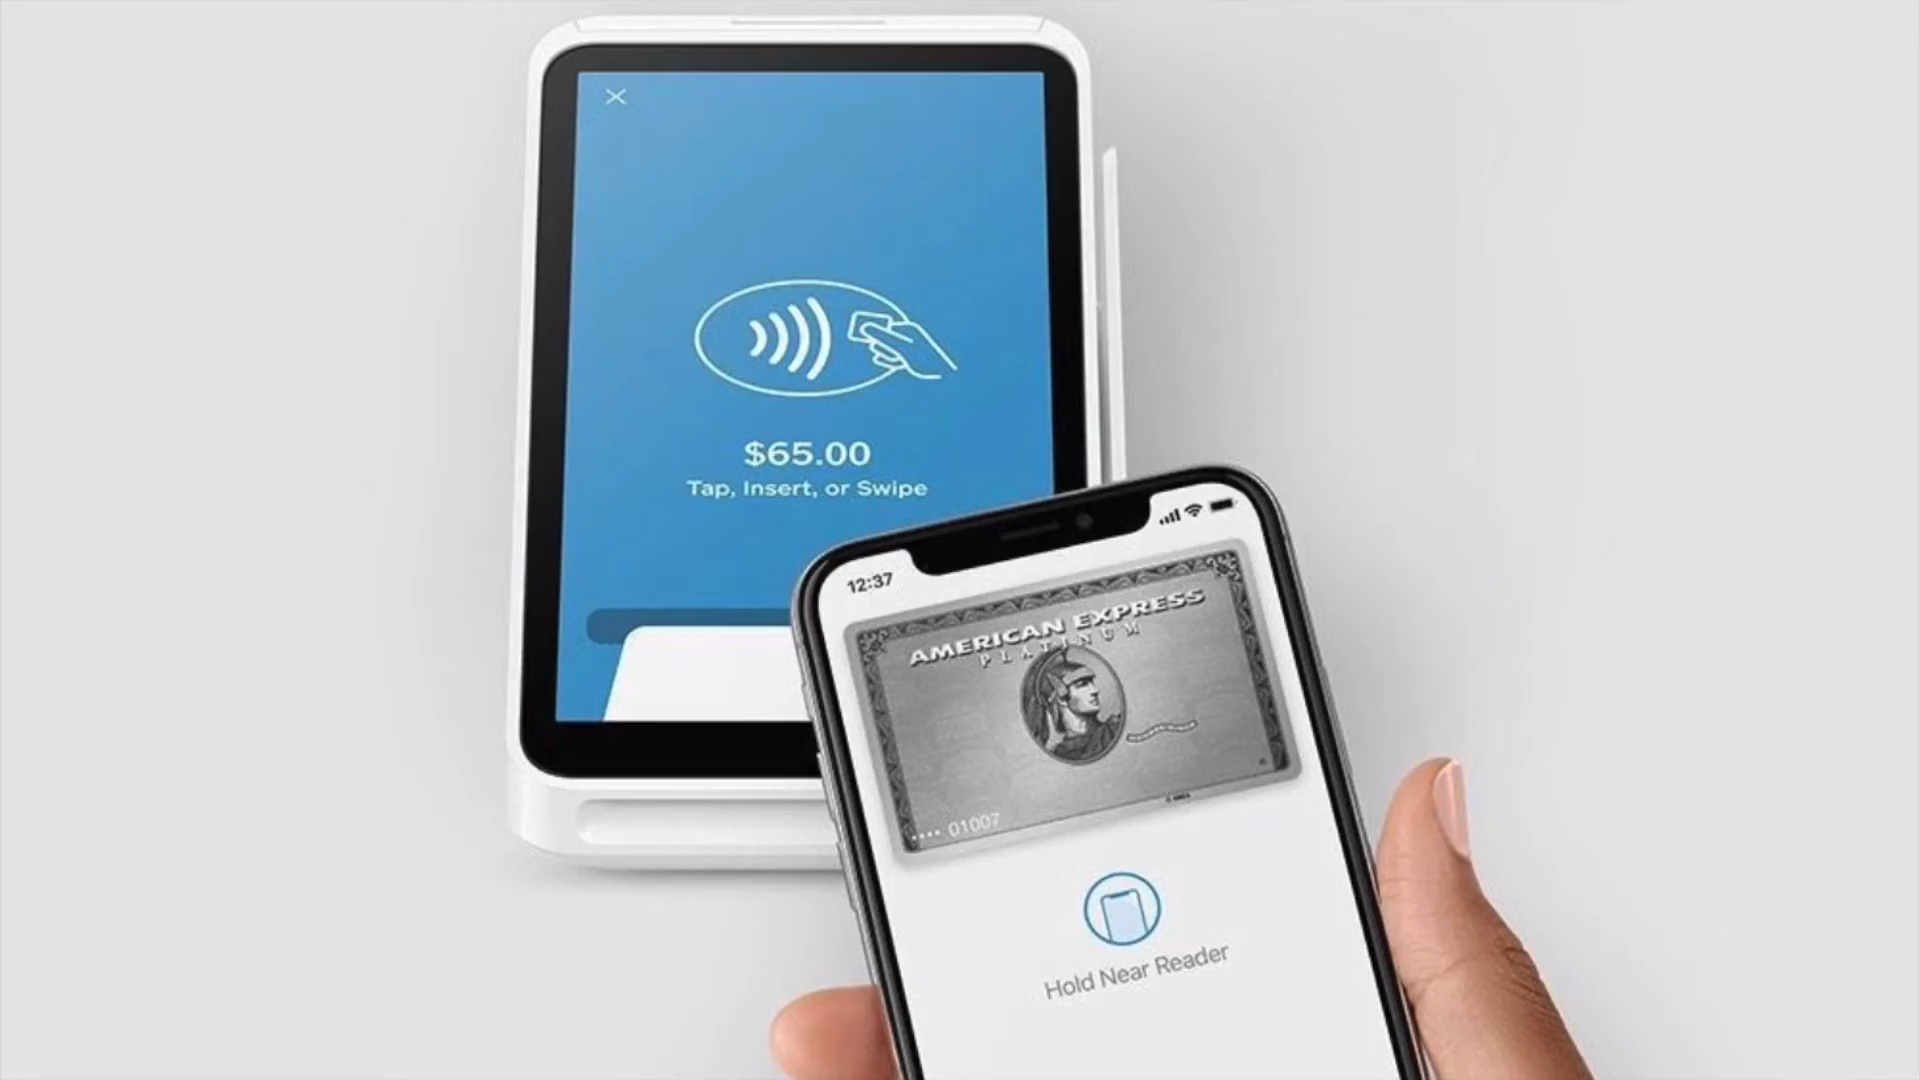 $65.00
Tap, Insert, or Swipe
12:37
AMERICAN EXPRESS
PLATINUM
•••• 01007
Hold Near Reader